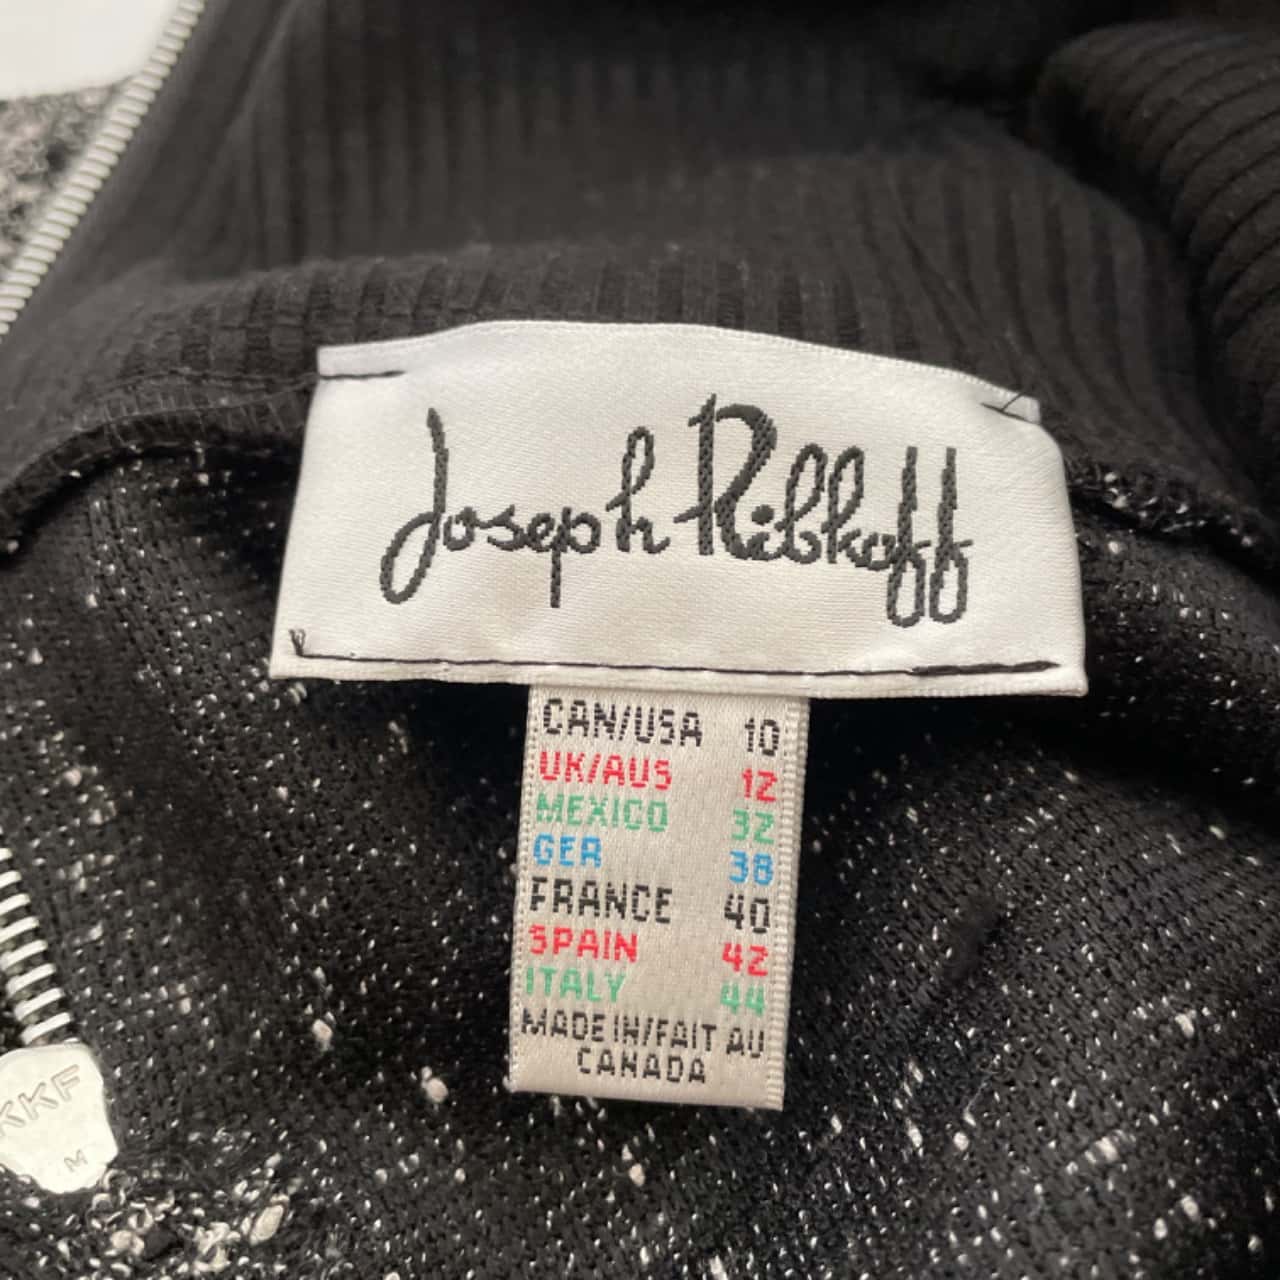 Joseph Ribkoff
CAN/USA 10
UK/AUS 12
MEXICO 32
GER 38
FRANCE 40
SPAIN 42
ITALY 44
MADE IN/FAIT AU
CANADA
KKF
M